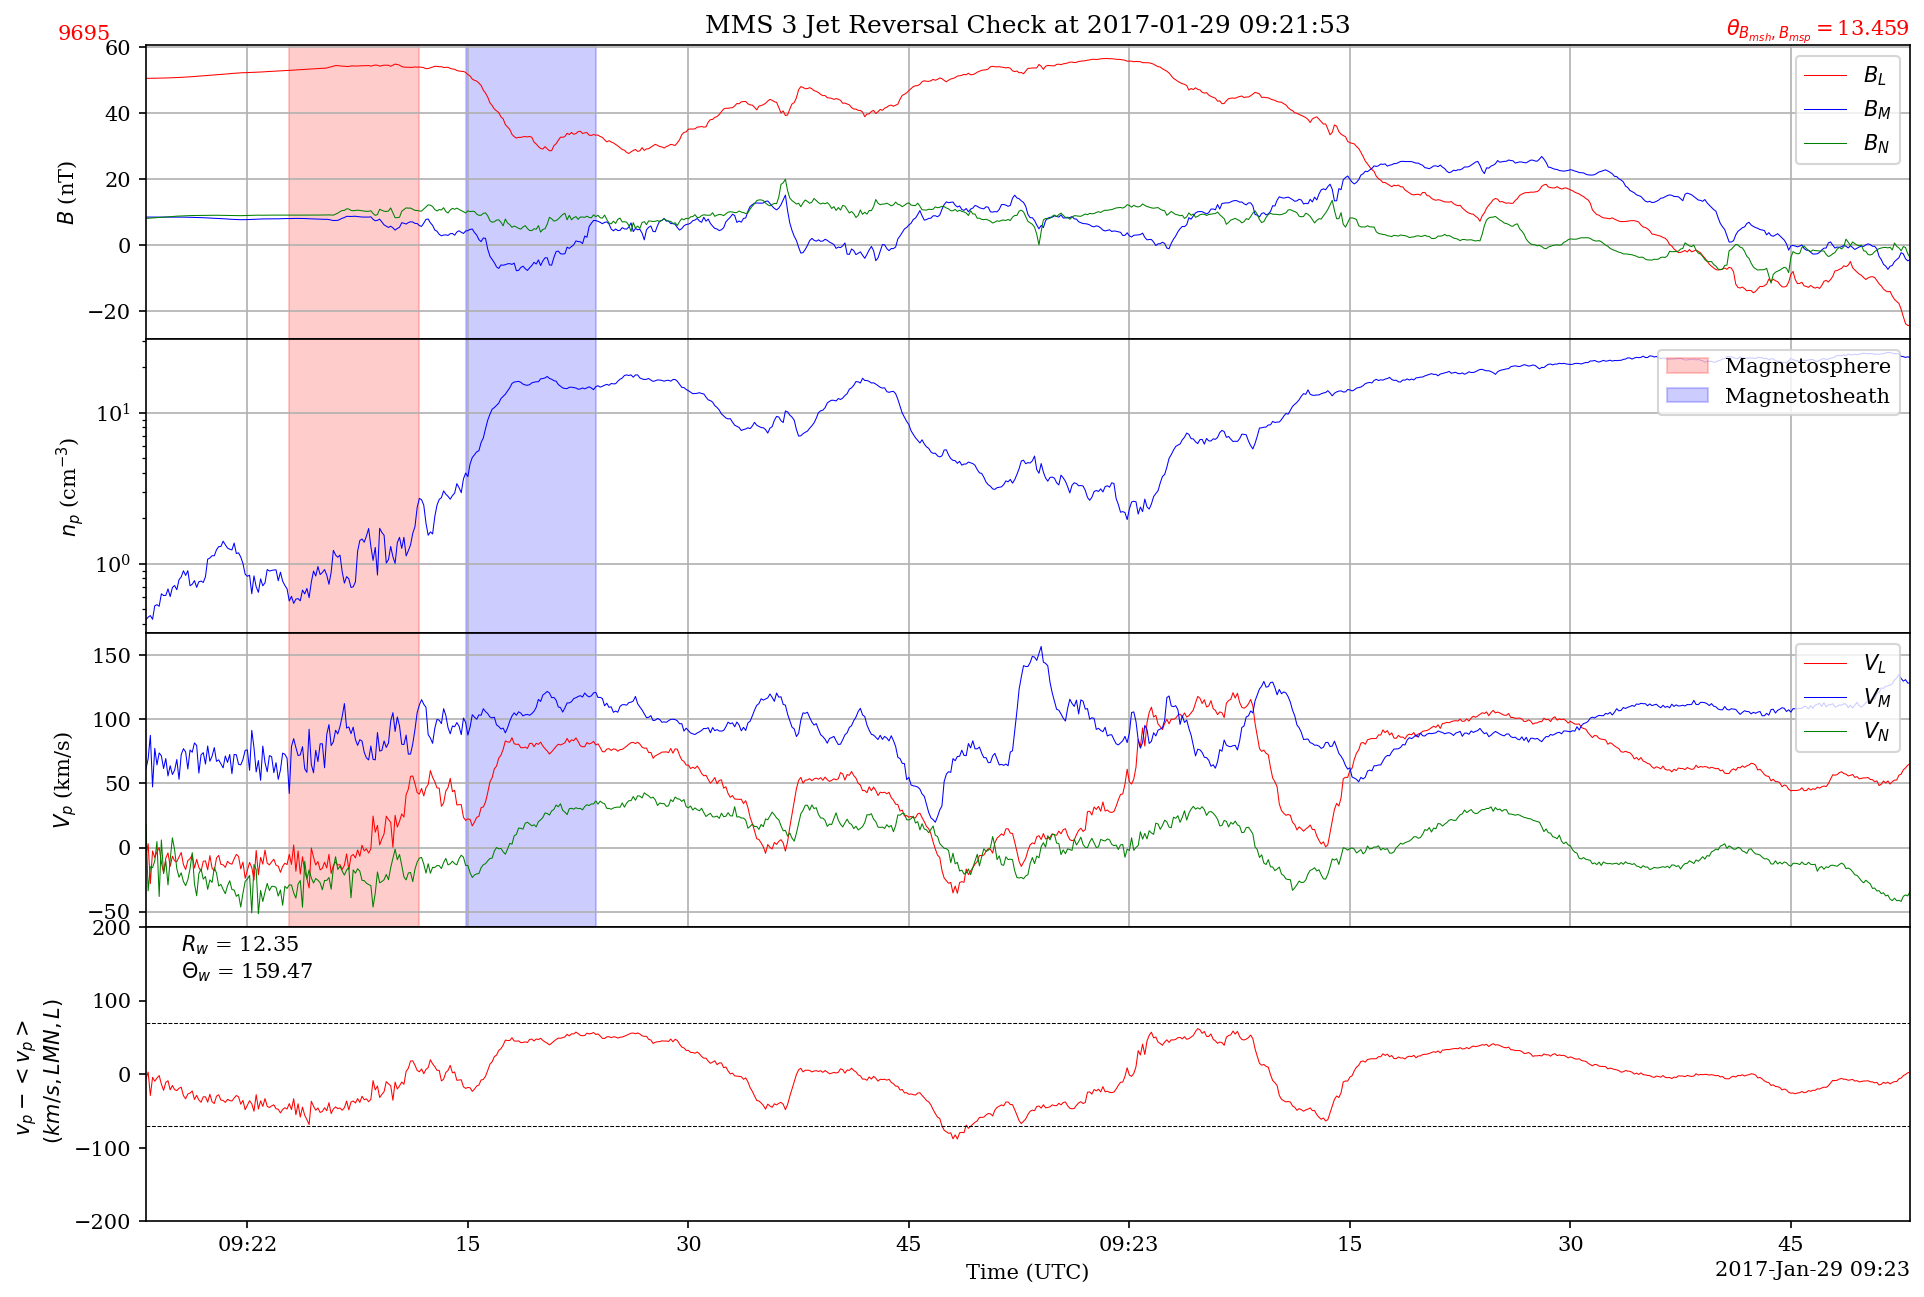 MMS 3 Jet Reversal Check at 2017-01-29 09:21:53
9695
θ_{B_{msh}, B_{msp}} = 13.459
60
40
20
0
−20
B (nT)
B_L
B_M
B_N
10^1
10^0
n_p (cm^{−3})
Magnetosphere
Magnetosheath
150
100
50
0
−50
V_p (km/s)
V_L
V_M
V_N
200
100
0
−100
−200
v_p − < v_p >
(km/s, LMN, L)
R_w = 12.35
Θ_w = 159.47
09:22 15 30 45 09:23 15 30 45
Time (UTC)
2017-Jan-29 09:23